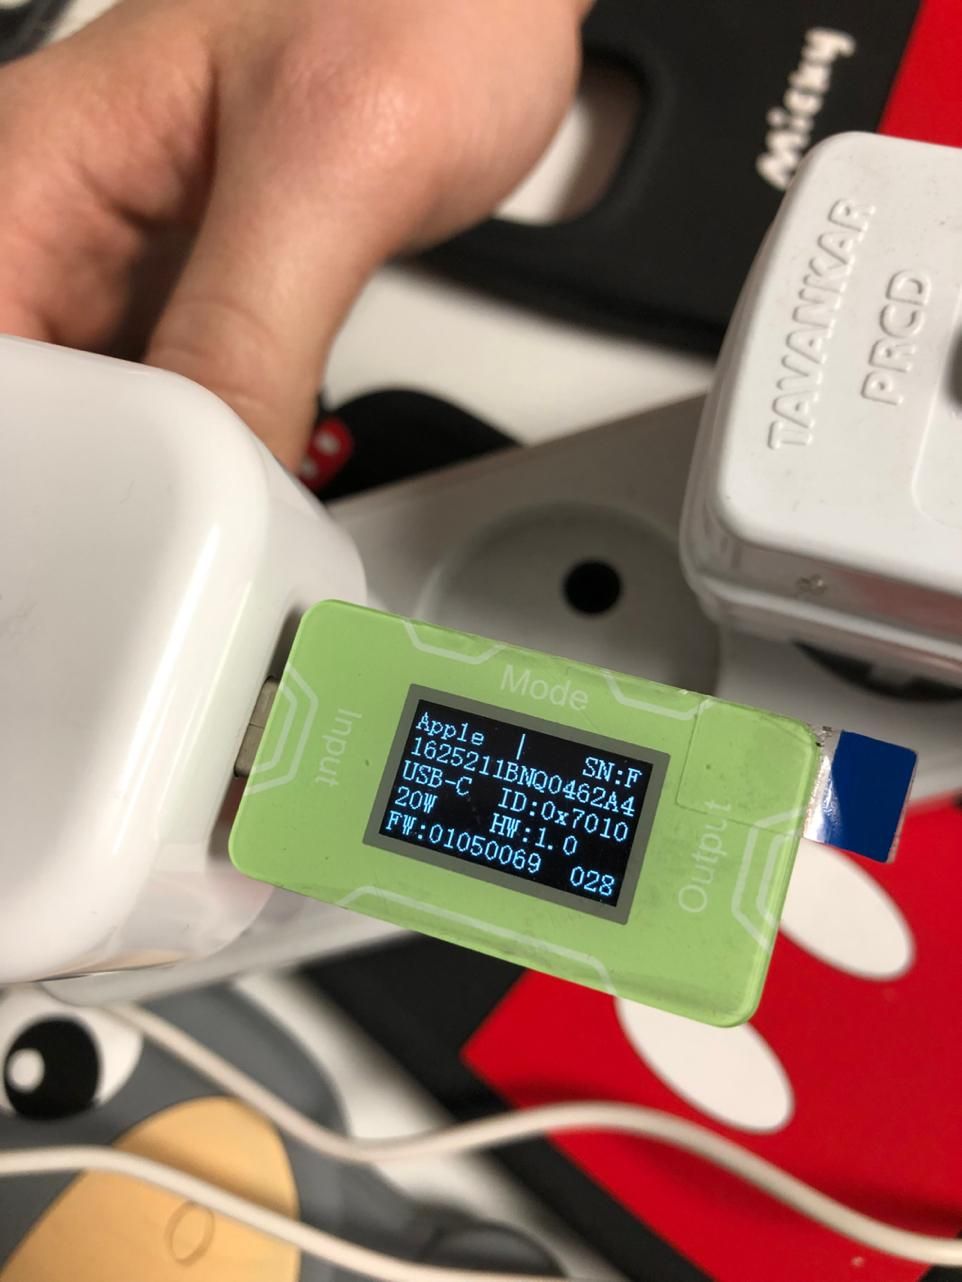 Micky
TAVANKAR
PRCD
Mode
Input
Output
Apple | SN:F
1625211BNQ0462A4
USB-C ID:0x7010
20W HW:1.0
FW:01050069 028